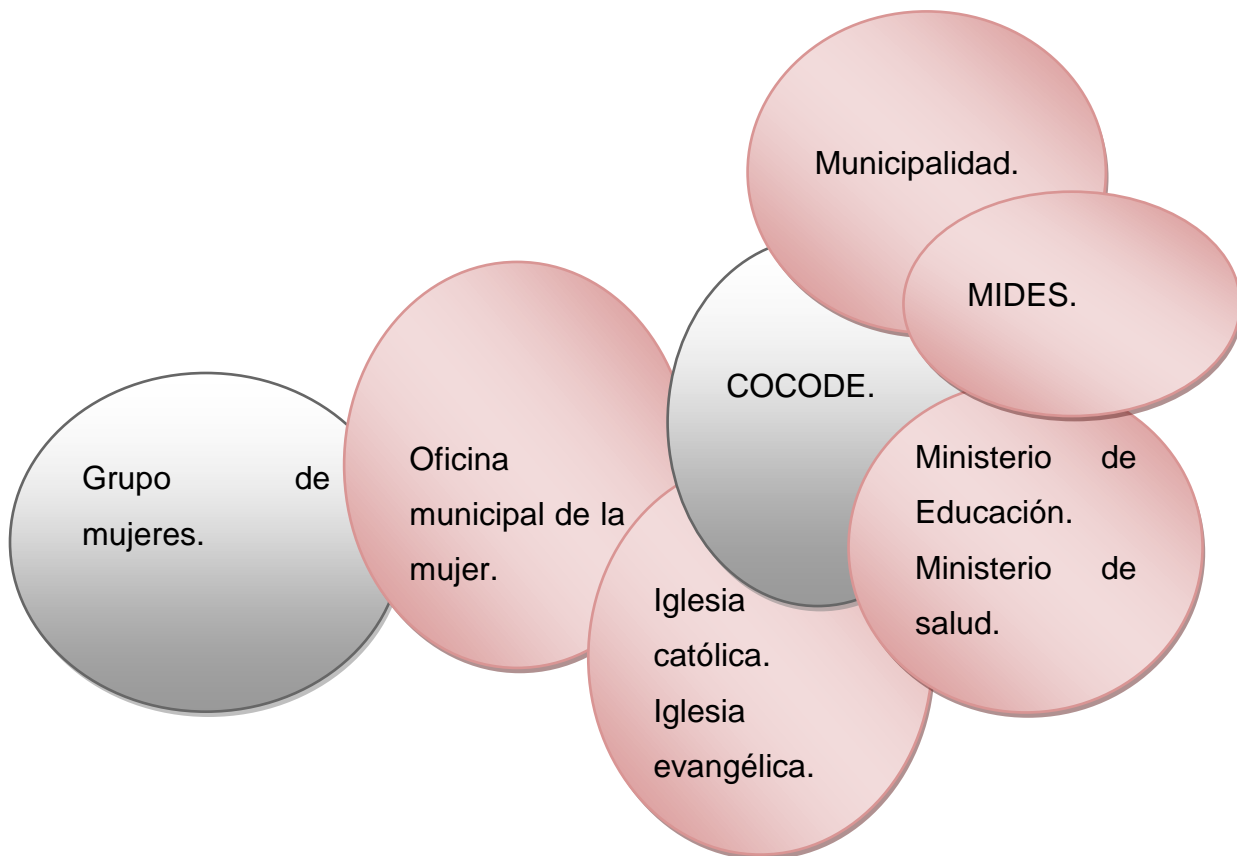 Municipalidad.
MIDES.
COCODE.
Grupo de
mujeres.
Oficina
municipal de la
mujer.
Ministerio de
Educación.
Ministerio de
salud.
Iglesia
católica.
Iglesia
evangélica.